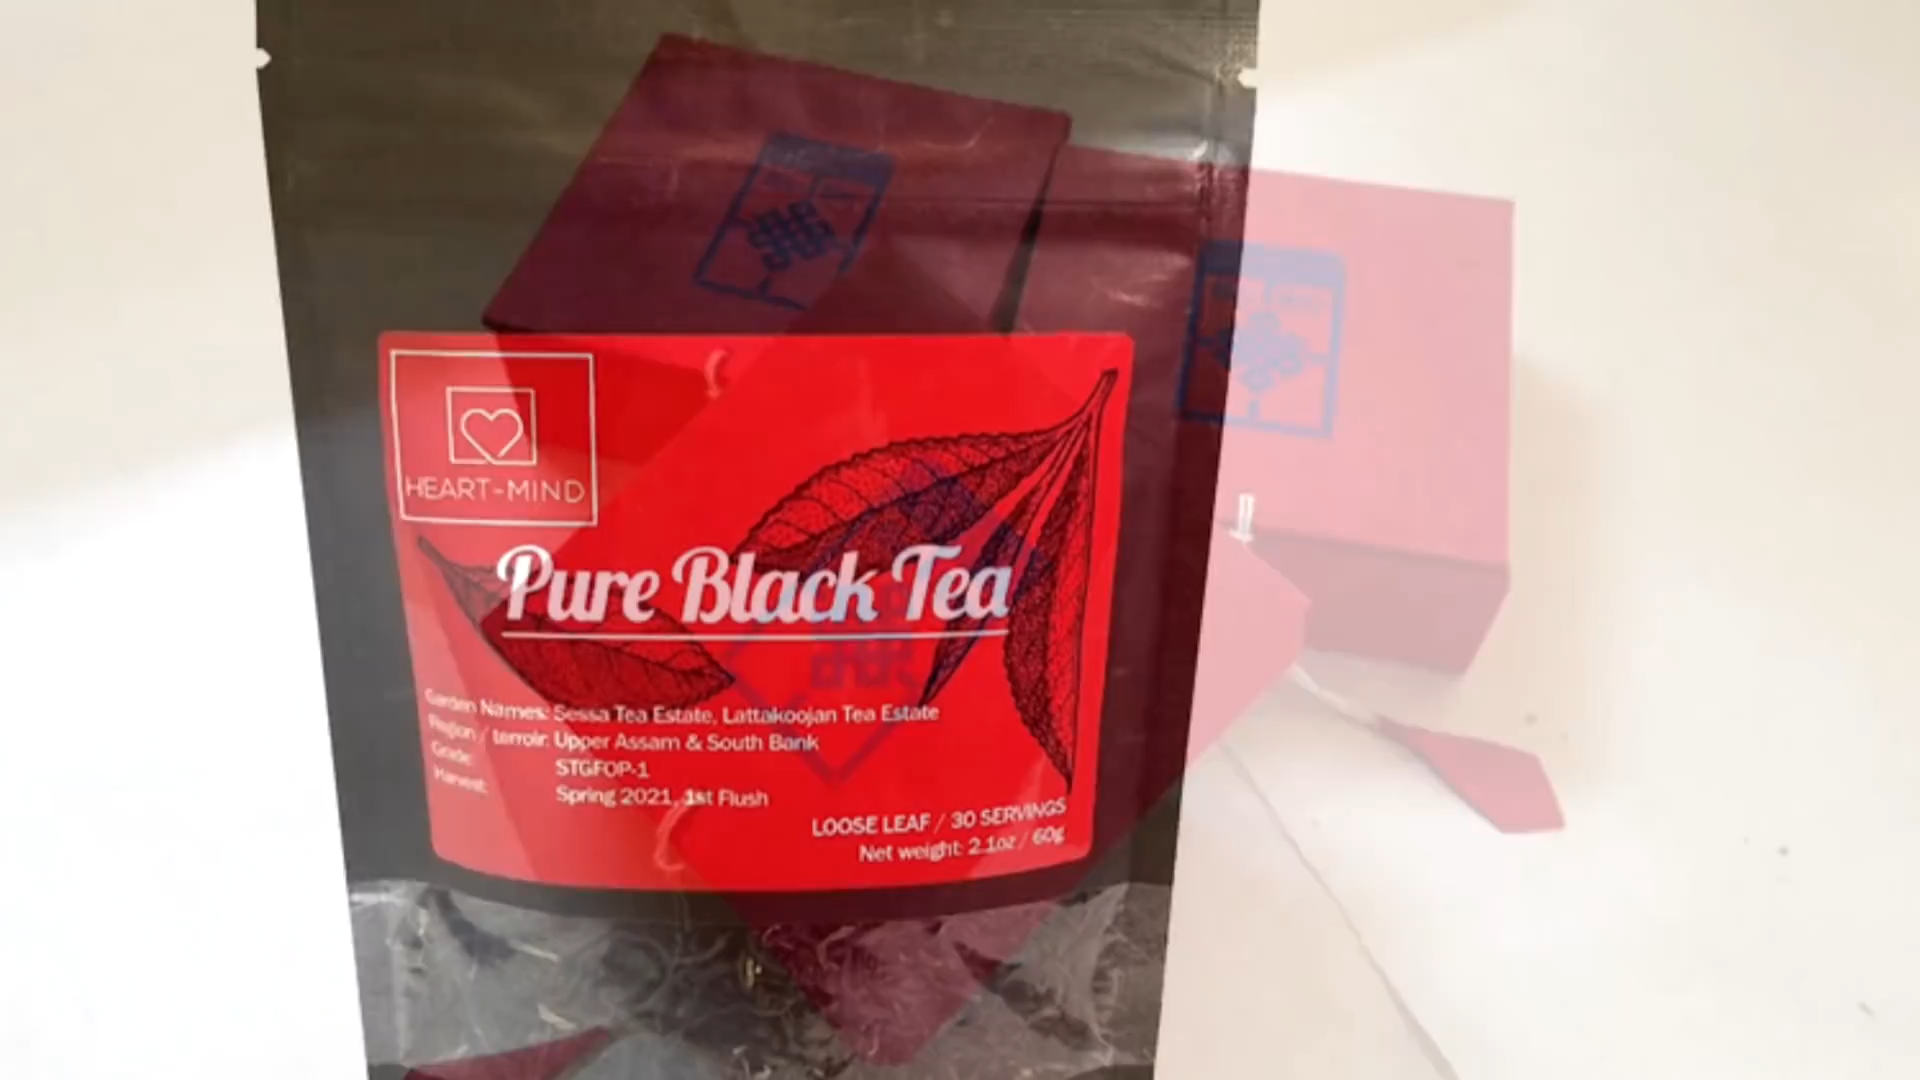 HEART-MIND
Pure Black Tea
Garden Names: Sessa Tea Estate, Lattakoojan Tea Estate
Region / terroir: Upper Assam & South Bank
Grade: STGFOP-1
Harvest: Spring 2021, 1st Flush
LOOSE LEAF / 30 SERVINGS
Net weight: 2.1oz / 60g